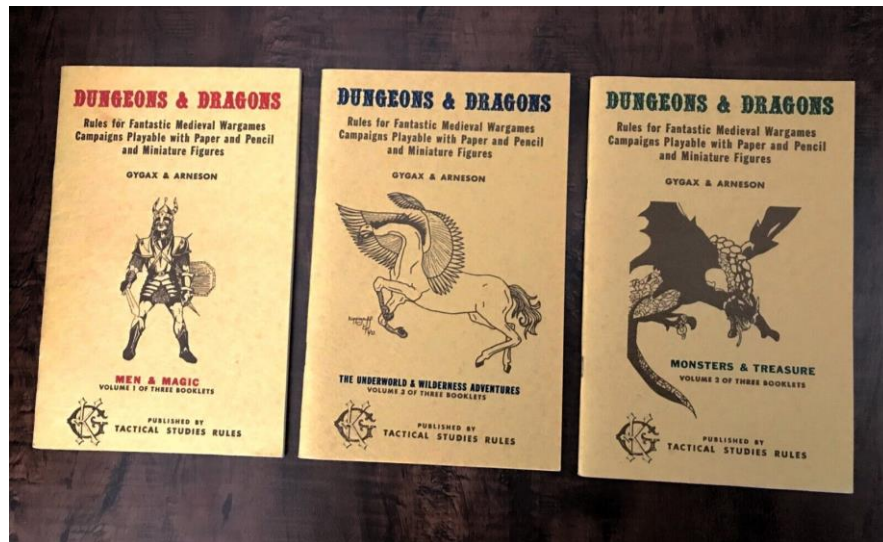 DUNGEONS & DRAGONS
Rules for Fantastic Medieval Wargames
Campaigns Playable with Paper and Pencil
and Miniature Figures
GYGAX & ARNESON
MEN & MAGIC
VOLUME 1 OF THREE BOOKLETS
GK
PUBLISHED BY
TACTICAL STUDIES RULES
DUNGEONS & DRAGONS
Rules for Fantastic Medieval Wargames
Campaigns Playable with Paper and Pencil
and Miniature Figures
GYGAX & ARNESON
THE UNDERWORLD & WILDERNESS ADVENTURES
VOLUME 3 OF THREE BOOKLETS
GK
PUBLISHED BY
TACTICAL STUDIES RULES
DUNGEONS & DRAGONS
Rules for Fantastic Medieval Wargames
Campaigns Playable with Paper and Pencil
and Miniature Figures
GYGAX & ARNESON
MONSTERS & TREASURE
VOLUME 2 OF THREE BOOKLETS
GK
PUBLISHED BY
TACTICAL STUDIES RULES